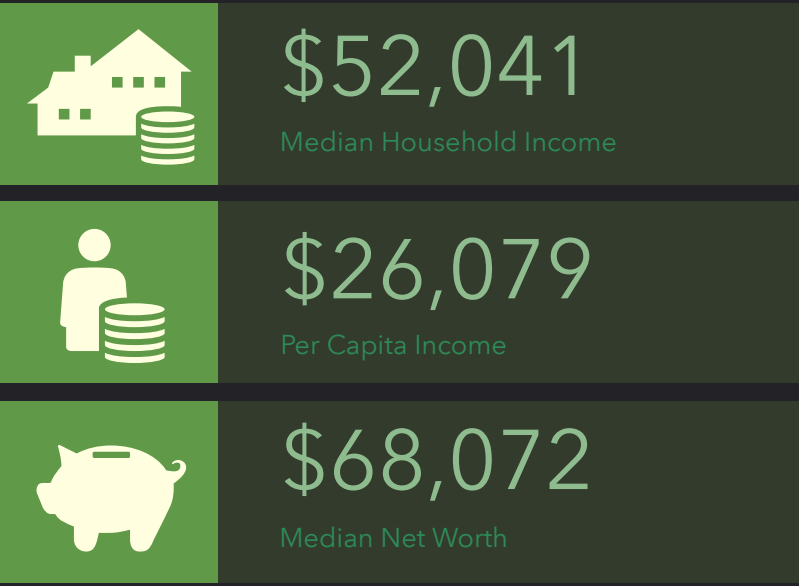 $52,041
Median Household Income
$26,079
Per Capita Income
$68,072
Median Net Worth